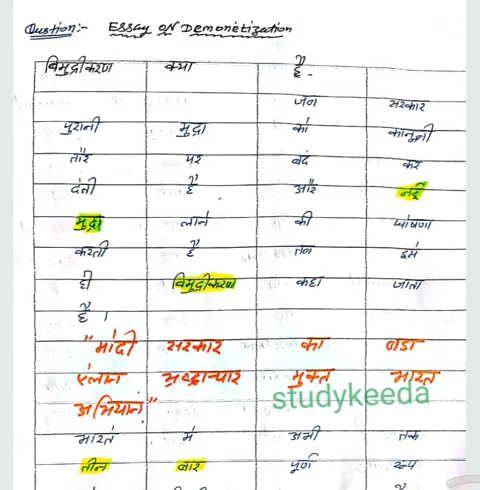 Qustion:- Essay on Demonetization
विमुद्रीकरण क्या है -
जब सरकार
पुरानी मुद्रा को कानुनी
तौर पर बंद कर
देती है और नई
मुद्रा लाने की घोषणा
करती है तब इसे
ही विमुद्रीकरण कहा जाता
है ।
"मोदी सरकार का बडा
एलान भ्रष्टाचार मुक्त भारत
अभियान"
studykeeda
भारत में अभी तक
तीन बार पूर्ण रूप